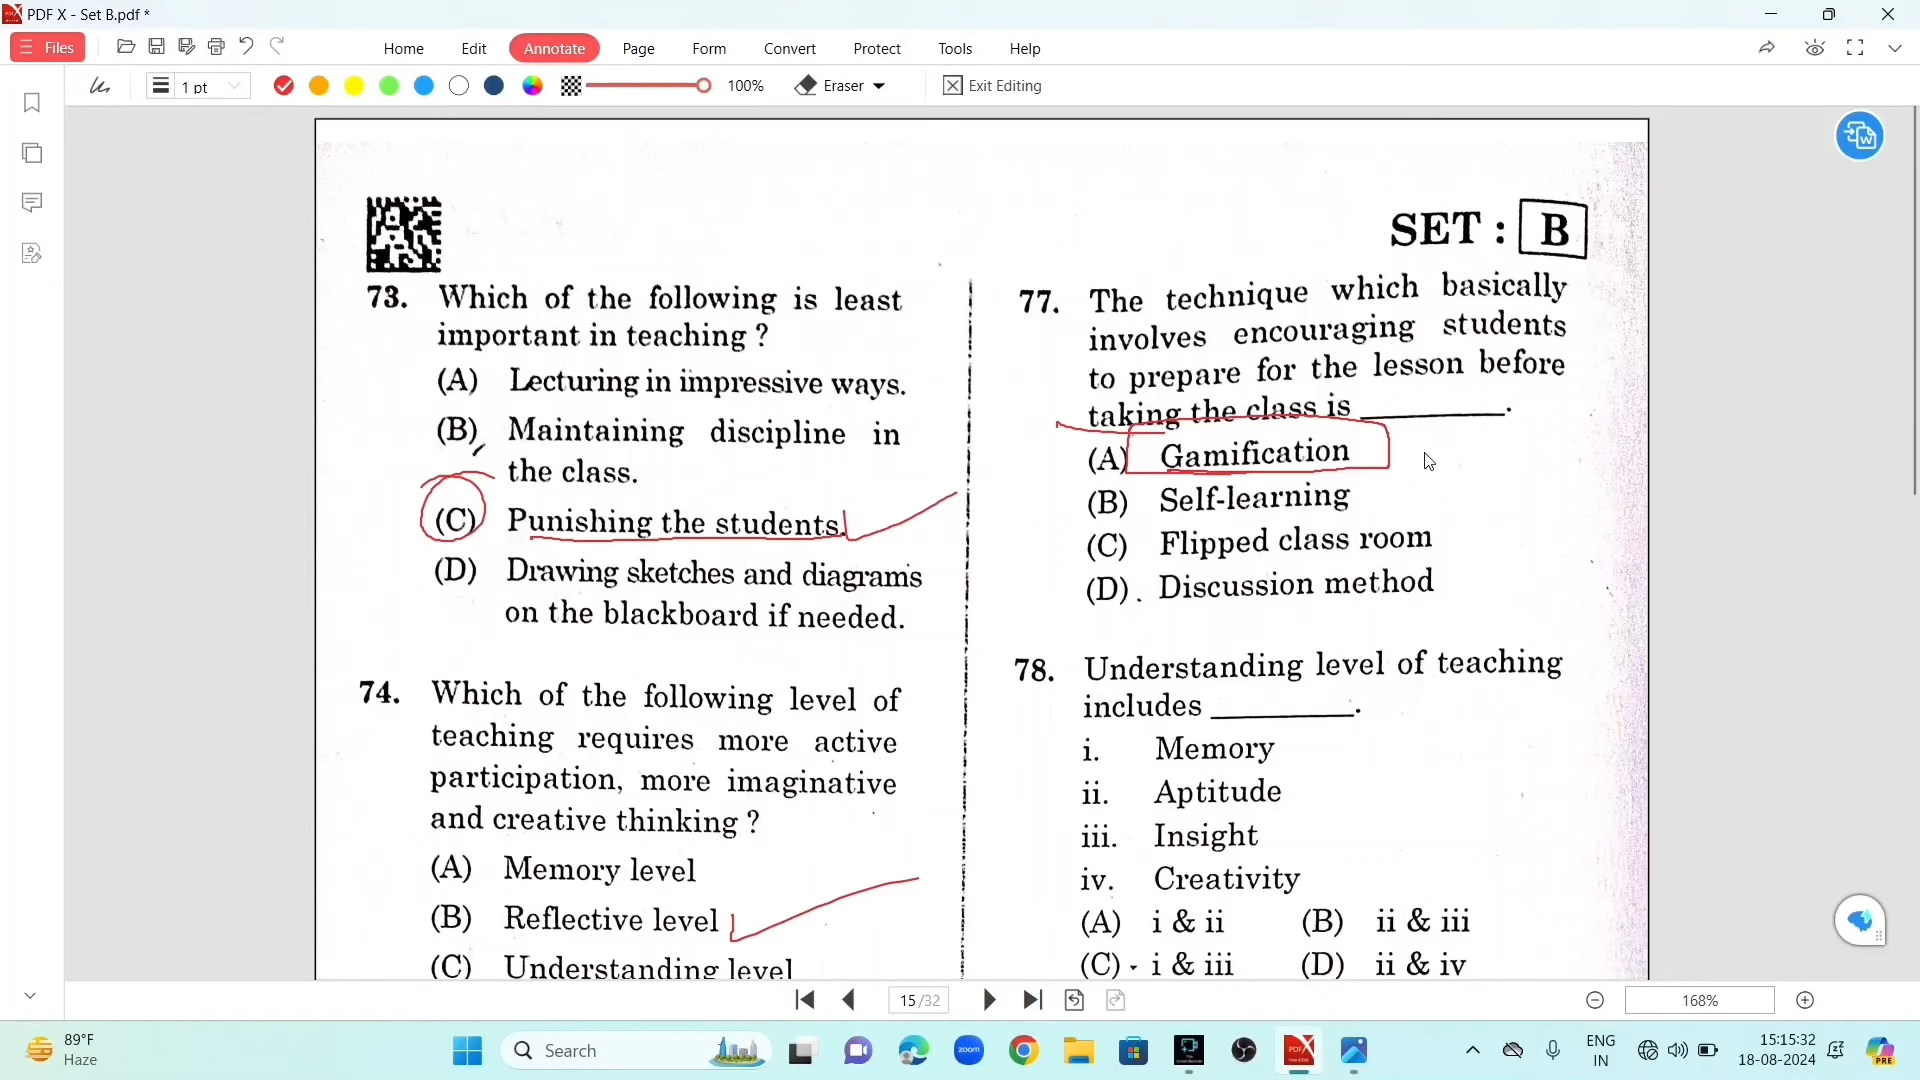 PDF X - Set B.pdf *
Files
Home Edit Annotate Page Form Convert Protect Tools Help
1 pt
100%
Eraser
Exit Editing
SET : B
73. Which of the following is least
important in teaching ?
(A) Lecturing in impressive ways.
(B) Maintaining discipline in
the class.
(C) Punishing the students.
(D) Drawing sketches and diagrams
on the blackboard if needed.
74. Which of the following level of
teaching requires more active
participation, more imaginative
and creative thinking ?
(A) Memory level
(B) Reflective level
(C) Understanding level
77. The technique which basically
involves encouraging students
to prepare for the lesson before
taking the class is __________.
(A) Gamification
(B) Self-learning
(C) Flipped class room
(D) Discussion method
78. Understanding level of teaching
includes __________.
i. Memory
ii. Aptitude
iii. Insight
iv. Creativity
(A) i & ii (B) ii & iii
(C) i & iii (D) ii & iv
15 /32
168%
89°F
Haze
Search
zoom
PDF X
ENG
IN
15:15:32
18-08-2024
PRE